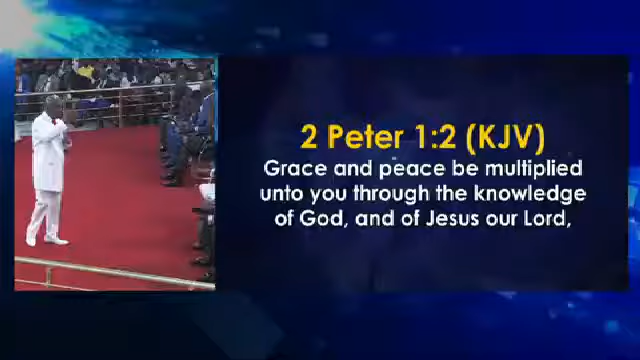 2 Peter 1:2 (KJV)
Grace and peace be multiplied
unto you through the knowledge
of God, and of Jesus our Lord,